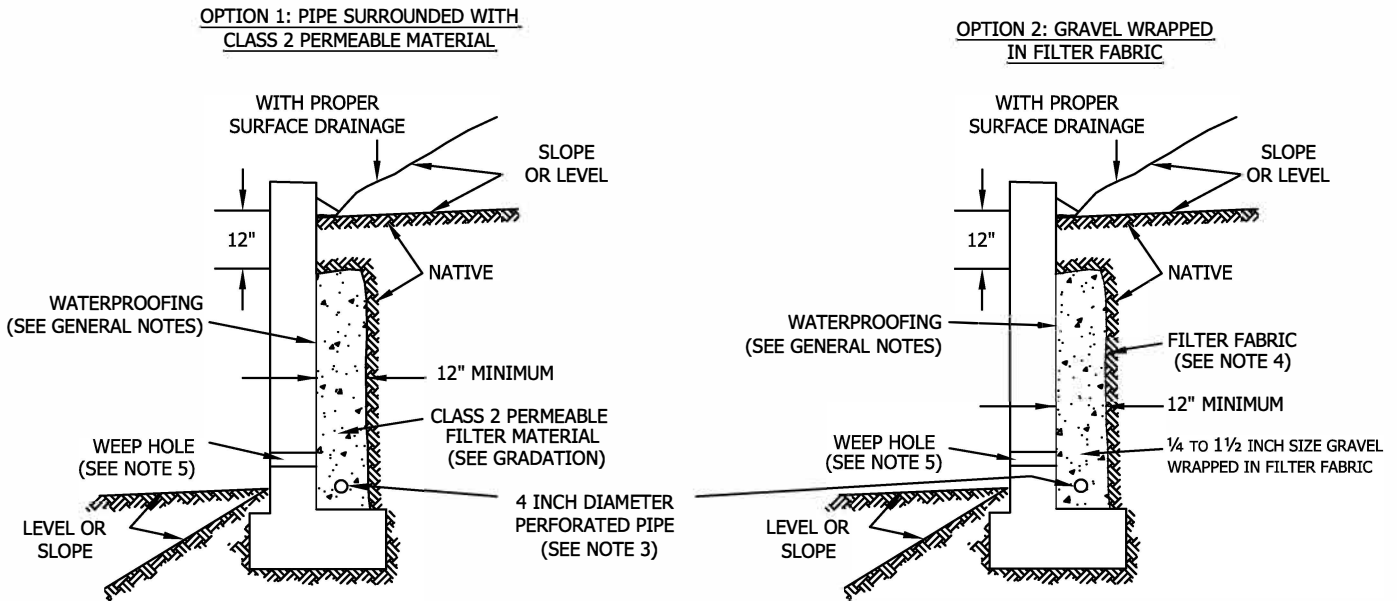 OPTION 1: PIPE SURROUNDED WITH
CLASS 2 PERMEABLE MATERIAL
WITH PROPER
SURFACE DRAINAGE
SLOPE
OR LEVEL
12"
NATIVE
WATERPROOFING
(SEE GENERAL NOTES)
12" MINIMUM
CLASS 2 PERMEABLE
FILTER MATERIAL
(SEE GRADATION)
WEEP HOLE
(SEE NOTE 5)
4 INCH DIAMETER
PERFORATED PIPE
(SEE NOTE 3)
LEVEL OR
SLOPE
OPTION 2: GRAVEL WRAPPED
IN FILTER FABRIC
WITH PROPER
SURFACE DRAINAGE
SLOPE
OR LEVEL
12"
NATIVE
WATERPROOFING
(SEE GENERAL NOTES)
FILTER FABRIC
(SEE NOTE 4)
12" MINIMUM
WEEP HOLE
(SEE NOTE 5)
¼ TO 1½ INCH SIZE GRAVEL
WRAPPED IN FILTER FABRIC
LEVEL OR
SLOPE